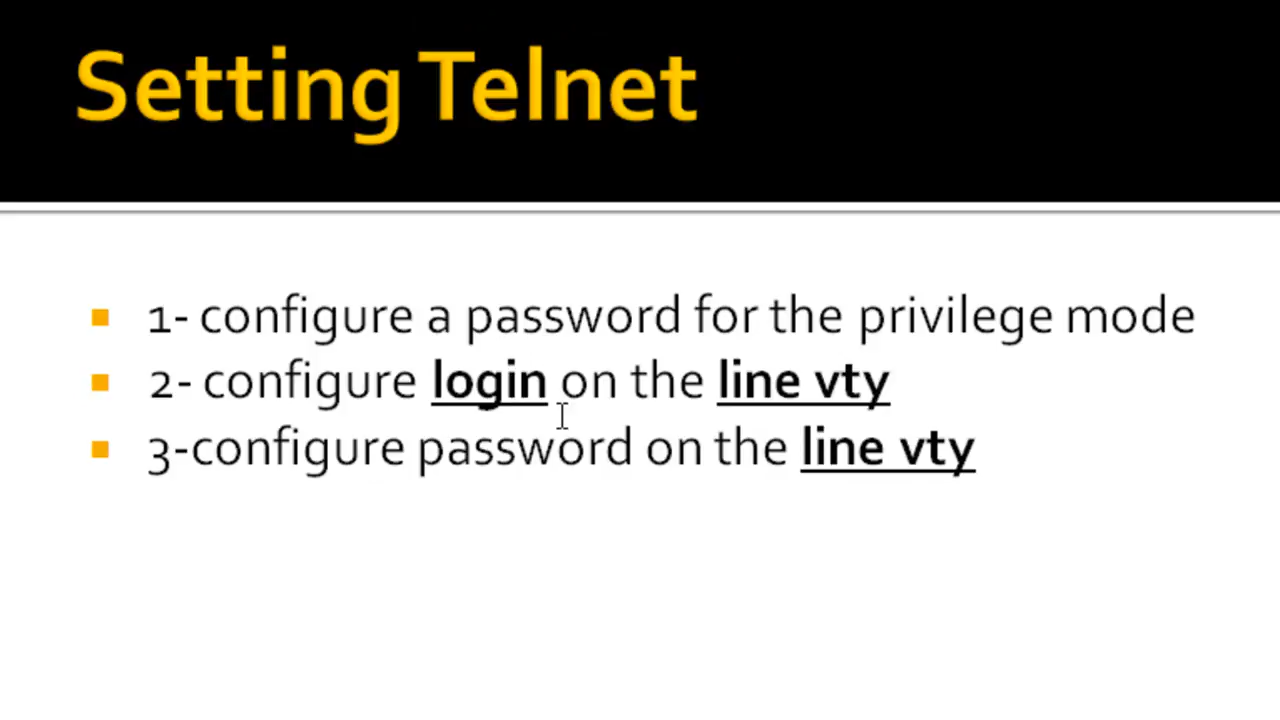 Setting Telnet
1- configure a password for the privilege mode
2- configure login on the line vty
3-configure password on the line vty